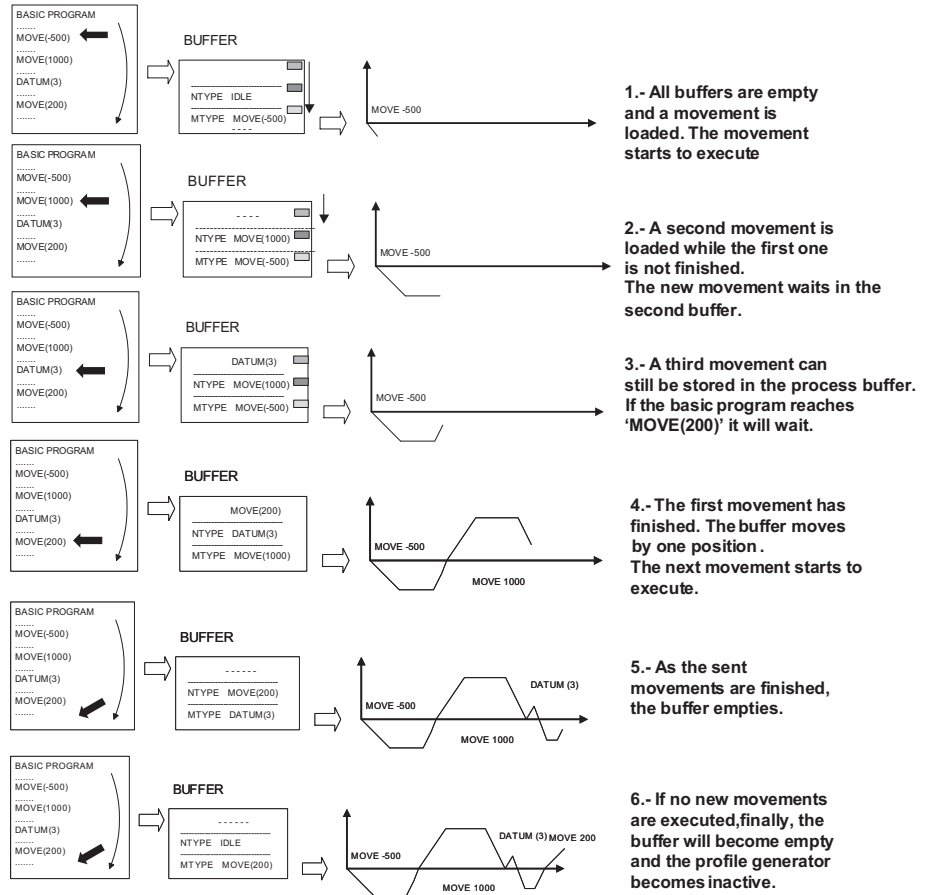 BASIC PROGRAM
.......
MOVE(-500)
.......
MOVE(1000)
.......
DATUM(3)
.......
MOVE(200)
.......
BUFFER
NTYPE IDLE
MTYPE MOVE(-500)
- - - -
MOVE -500
1.- All buffers are empty
and a movement is
loaded. The movement
starts to execute
BASIC PROGRAM
.......
MOVE(-500)
.......
MOVE(1000)
.......
DATUM(3)
.......
MOVE(200)
.......
BUFFER
- - - -
NTYPE MOVE(1000)
MTYPE MOVE(-500)
MOVE -500
2.- A second movement is
loaded while the first one
is not finished.
The new movement waits in the
second buffer.
BASIC PROGRAM
.......
MOVE(-500)
.......
MOVE(1000)
.......
DATUM(3)
.......
MOVE(200)
.......
BUFFER
DATUM(3)
NTYPE MOVE(1000)
MTYPE MOVE(-500)
MOVE -500
3.- A third movement can
still be stored in the process buffer.
If the basic program reaches
‘MOVE(200)’ it will wait.
BASIC PROGRAM
.......
MOVE(-500)
.......
MOVE(1000)
.......
DATUM(3)
.......
MOVE(200)
.......
BUFFER
MOVE(200)
NTYPE DATUM(3)
MTYPE MOVE(1000)
MOVE -500
MOVE 1000
4.- The first movement has
finished. The buffer moves
by one position .
The next movement starts to
execute.
BASIC PROGRAM
.......
MOVE(-500)
.......
MOVE(1000)
.......
DATUM(3)
.......
MOVE(200)
.......
BUFFER
- - - - - -
NTYPE MOVE(200)
MTYPE DATUM(3)
MOVE -500
DATUM (3)
MOVE 1000
5.- As the sent
movements are finished,
the buffer empties.
BASIC PROGRAM
.......
MOVE(-500)
.......
MOVE(1000)
.......
DATUM(3)
.......
MOVE(200)
.......
BUFFER
- - - - - -
NTYPE IDLE
MTYPE MOVE(200)
MOVE -500
DATUM (3) MOVE 200
MOVE 1000
6.- If no new movements
are executed,finally, the
buffer will become empty
and the profile generator
becomes inactive.